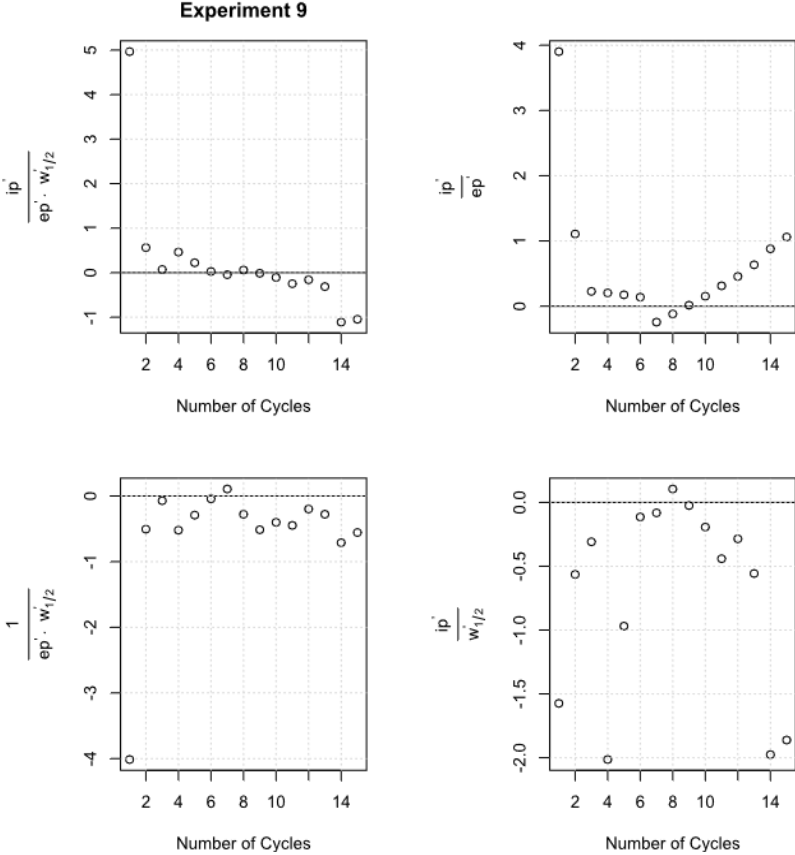 Experiment 9
ip'
ep' · w'1/2
5
4
3
2
1
0
-1
2 4 6 8 10 14
Number of Cycles
ip'
ep'
4
3
2
1
0
2 4 6 8 10 14
Number of Cycles
1
ep' · w'1/2
0
-1
-2
-3
-4
2 4 6 8 10 14
Number of Cycles
ip'
w'1/2
0.0
-0.5
-1.0
-1.5
-2.0
2 4 6 8 10 14
Number of Cycles